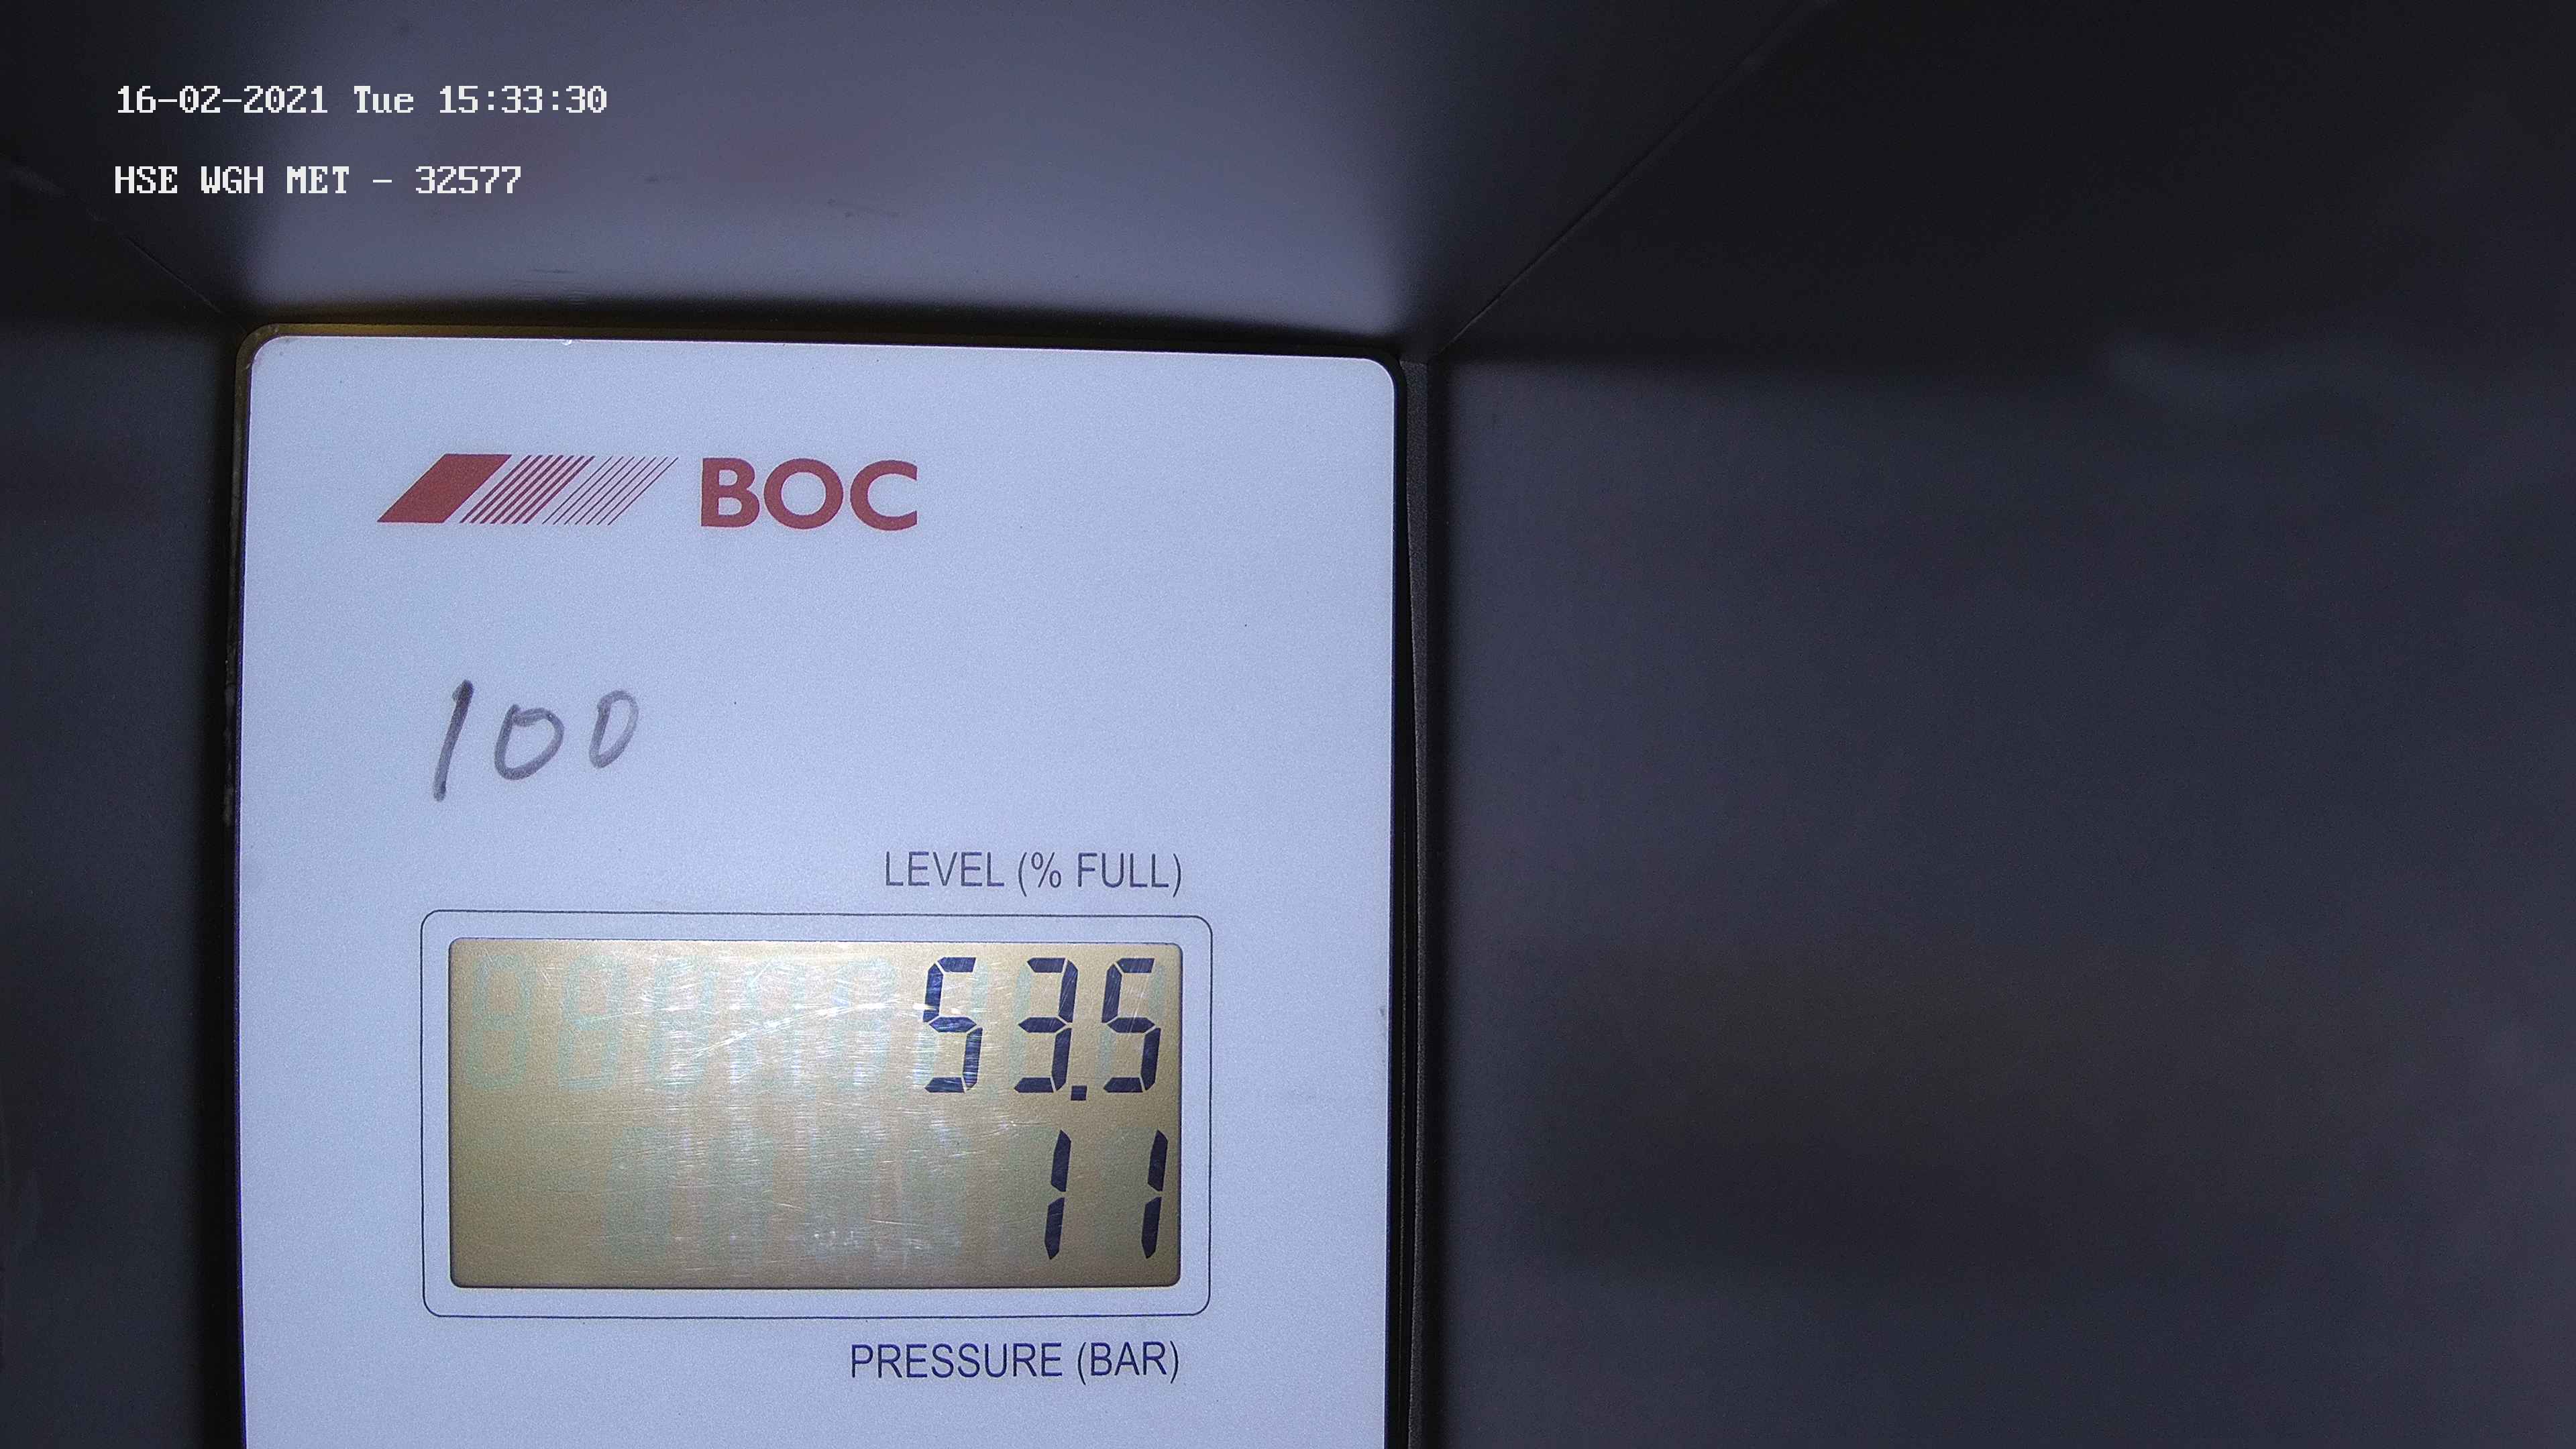 16-02-2021 Tue 15:33:30
HSE WGH MET - 32577
BOC
100
LEVEL (% FULL)
53.5
11
PRESSURE (BAR)